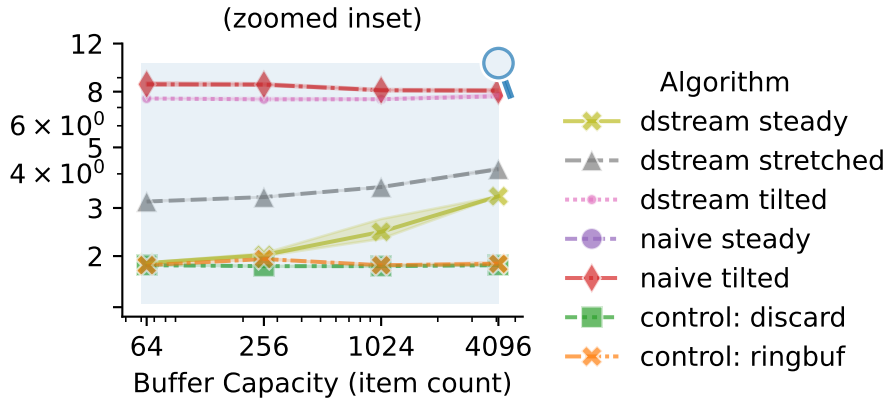 (zoomed inset)
12
8
6 × 10⁰
5
4 × 10⁰
3
2
64 256 1024 4096
Buffer Capacity (item count)
Algorithm
dstream steady
dstream stretched
dstream tilted
naive steady
naive tilted
control: discard
control: ringbuf